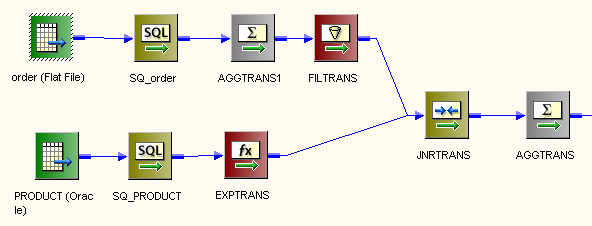 SQL
Σ
order (Flat File)
SQ_order
AGGTRANS1
FILTRANS
SQL
fx
Σ
JNRTRANS
AGGTRANS
PRODUCT (Orac
le)
SQ_PRODUCT
EXPTRANS